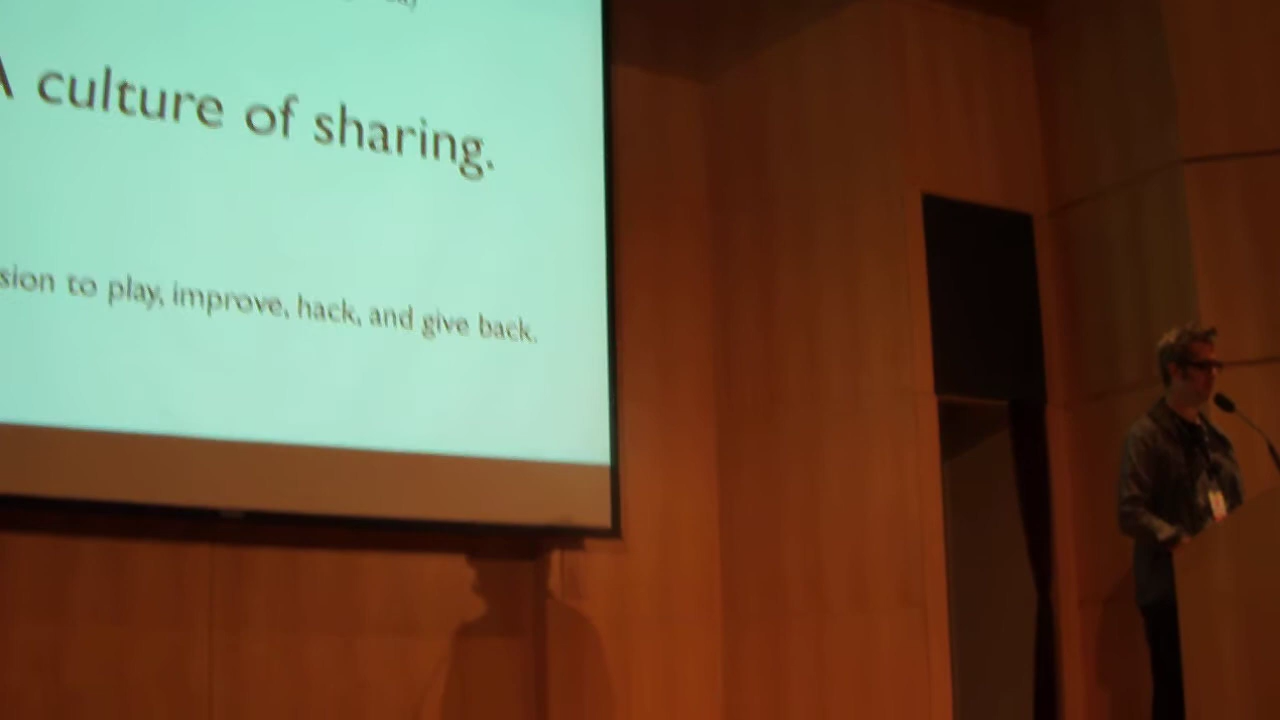 A culture of sharing.
sion to play, improve, hack, and give back.